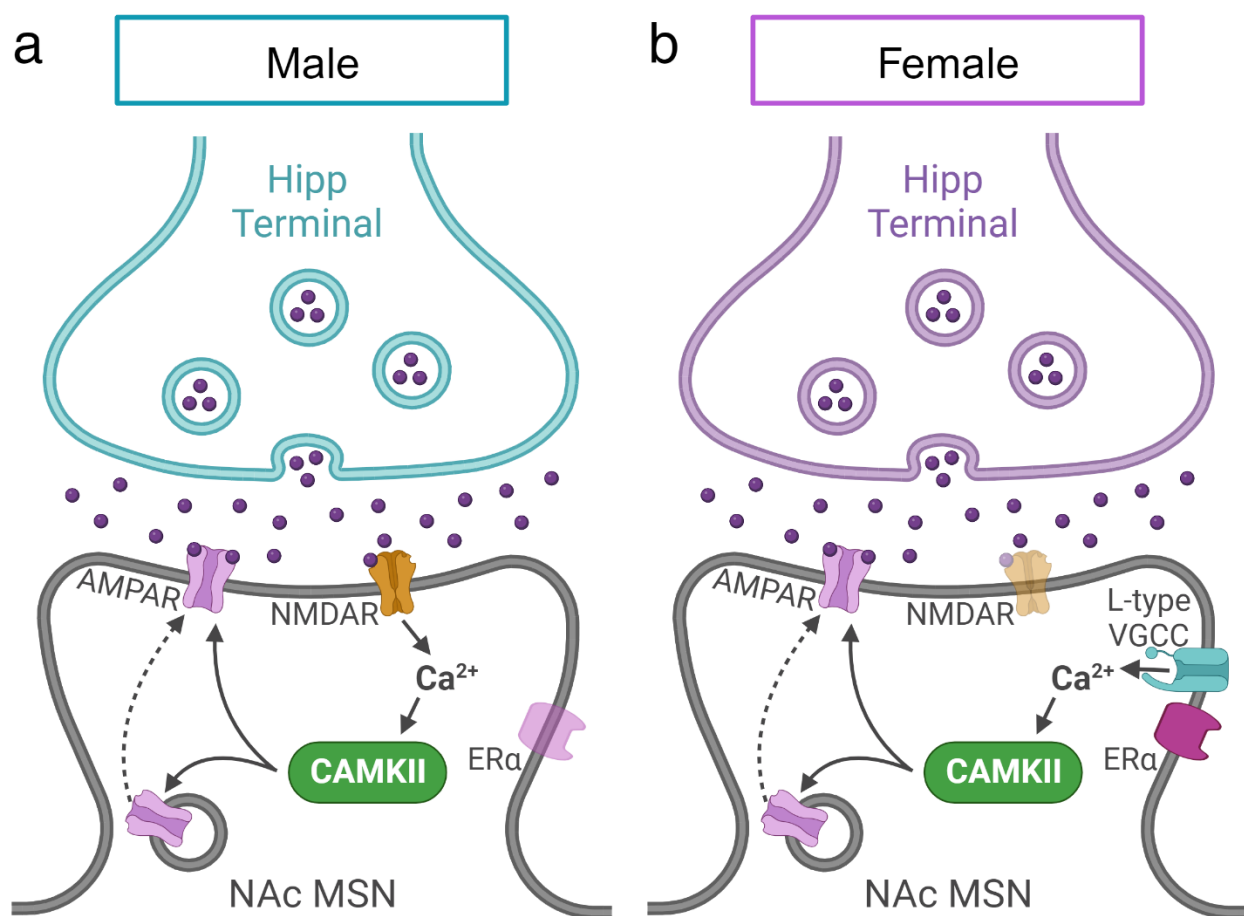 a
Male
Hipp
Terminal
AMPAR
NMDAR
Ca²⁺
CAMKII
ERα
NAc MSN
b
Female
Hipp
Terminal
AMPAR
NMDAR
L-type
VGCC
Ca²⁺
CAMKII
ERα
NAc MSN